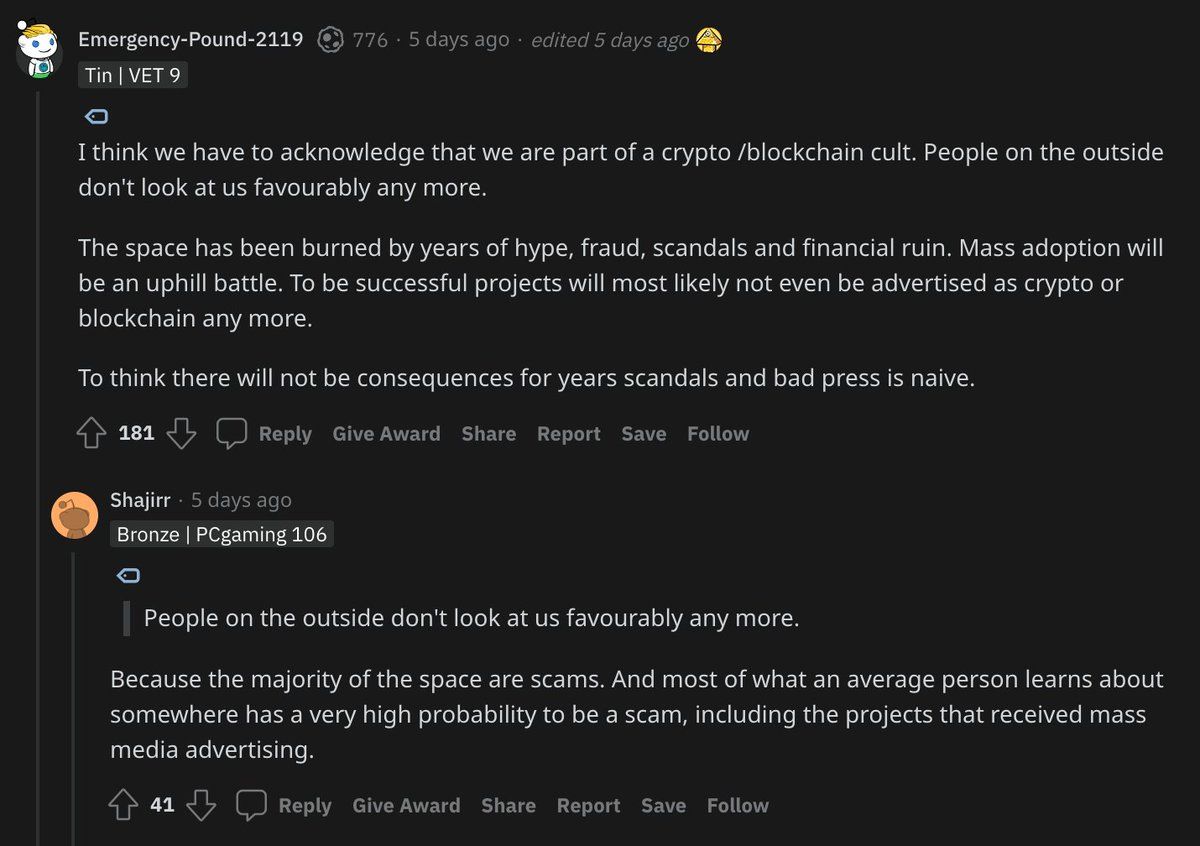 Emergency-Pound-2119 776 · 5 days ago · edited 5 days ago
Tin | VET 9
I think we have to acknowledge that we are part of a crypto /blockchain cult. People on the outside
don't look at us favourably any more.
The space has been burned by years of hype, fraud, scandals and financial ruin. Mass adoption will
be an uphill battle. To be successful projects will most likely not even be advertised as crypto or
blockchain any more.
To think there will not be consequences for years scandals and bad press is naive.
181 Reply Give Award Share Report Save Follow
Shajirr · 5 days ago
Bronze | PCgaming 106
People on the outside don't look at us favourably any more.
Because the majority of the space are scams. And most of what an average person learns about
somewhere has a very high probability to be a scam, including the projects that received mass
media advertising.
41 Reply Give Award Share Report Save Follow